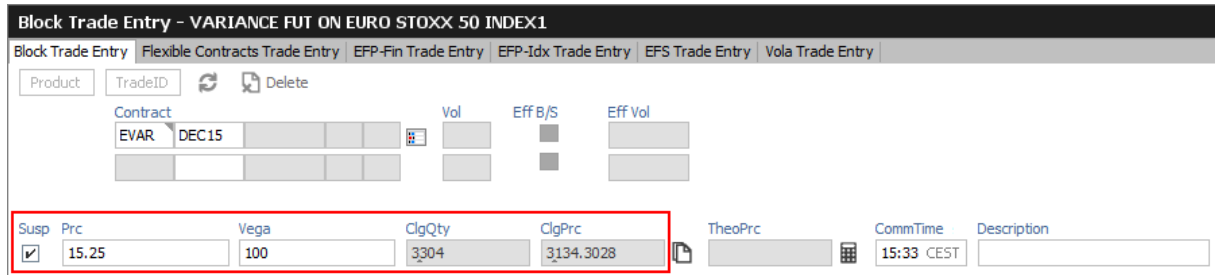 Block Trade Entry - VARIANCE FUT ON EURO STOXX 50 INDEX1
Block Trade Entry Flexible Contracts Trade Entry EFP-Fin Trade Entry EFP-Idx Trade Entry EFS Trade Entry Vola Trade Entry
Product TradeID Delete
Contract Vol Eff B/S Eff Vol
EVAR DEC15
Susp Prc Vega ClgQty ClgPrc TheoPrc CommTime Description
15.25 100 3304 3134.3028 15:33 CEST